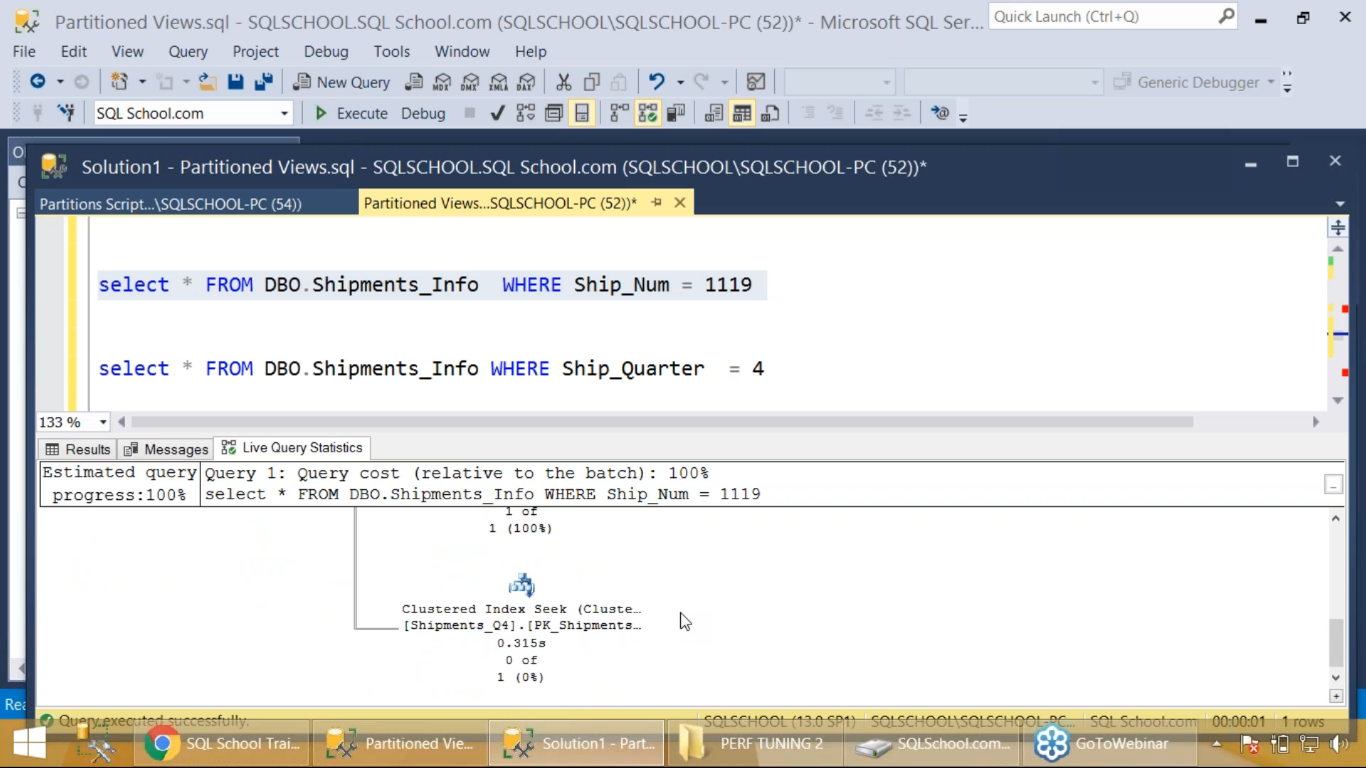 Partitioned Views.sql - SQLSCHOOL.SQL School.com (SQLSCHOOL\SQLSCHOOL-PC (52))* - Microsoft SQL Ser...
Quick Launch (Ctrl+Q)
File Edit View Query Project Debug Tools Window Help
New Query MDX DMX XMLA DAX Generic Debugger
SQL School.com Execute Debug
Solution1 - Partitioned Views.sql - SQLSCHOOL.SQL School.com (SQLSCHOOL\SQLSCHOOL-PC (52))*
Partitions Script...\SQLSCHOOL-PC (54)) Partitioned Views...SQLSCHOOL-PC (52))*
select * FROM DBO.Shipments_Info WHERE Ship_Num = 1119
select * FROM DBO.Shipments_Info WHERE Ship_Quarter = 4
133 %
Results Messages Live Query Statistics
Estimated query Query 1: Query cost (relative to the batch): 100%
progress:100% select * FROM DBO.Shipments_Info WHERE Ship_Num = 1119
1 of
1 (100%)
Clustered Index Seek (Cluste...
[Shipments_Q4].[PK_Shipments...
0.315s
0 of
1 (0%)
Query executed successfully. SQLSCHOOL (13.0 SP1) SQLSCHOOL\SQLSCHOOL-PC... SQL School.com 00:00:01 1 rows
SQL School Trai... Partitioned Vie... Solution1 - Part... PERF TUNING 2 SQLSchool.com... GoToWebinar